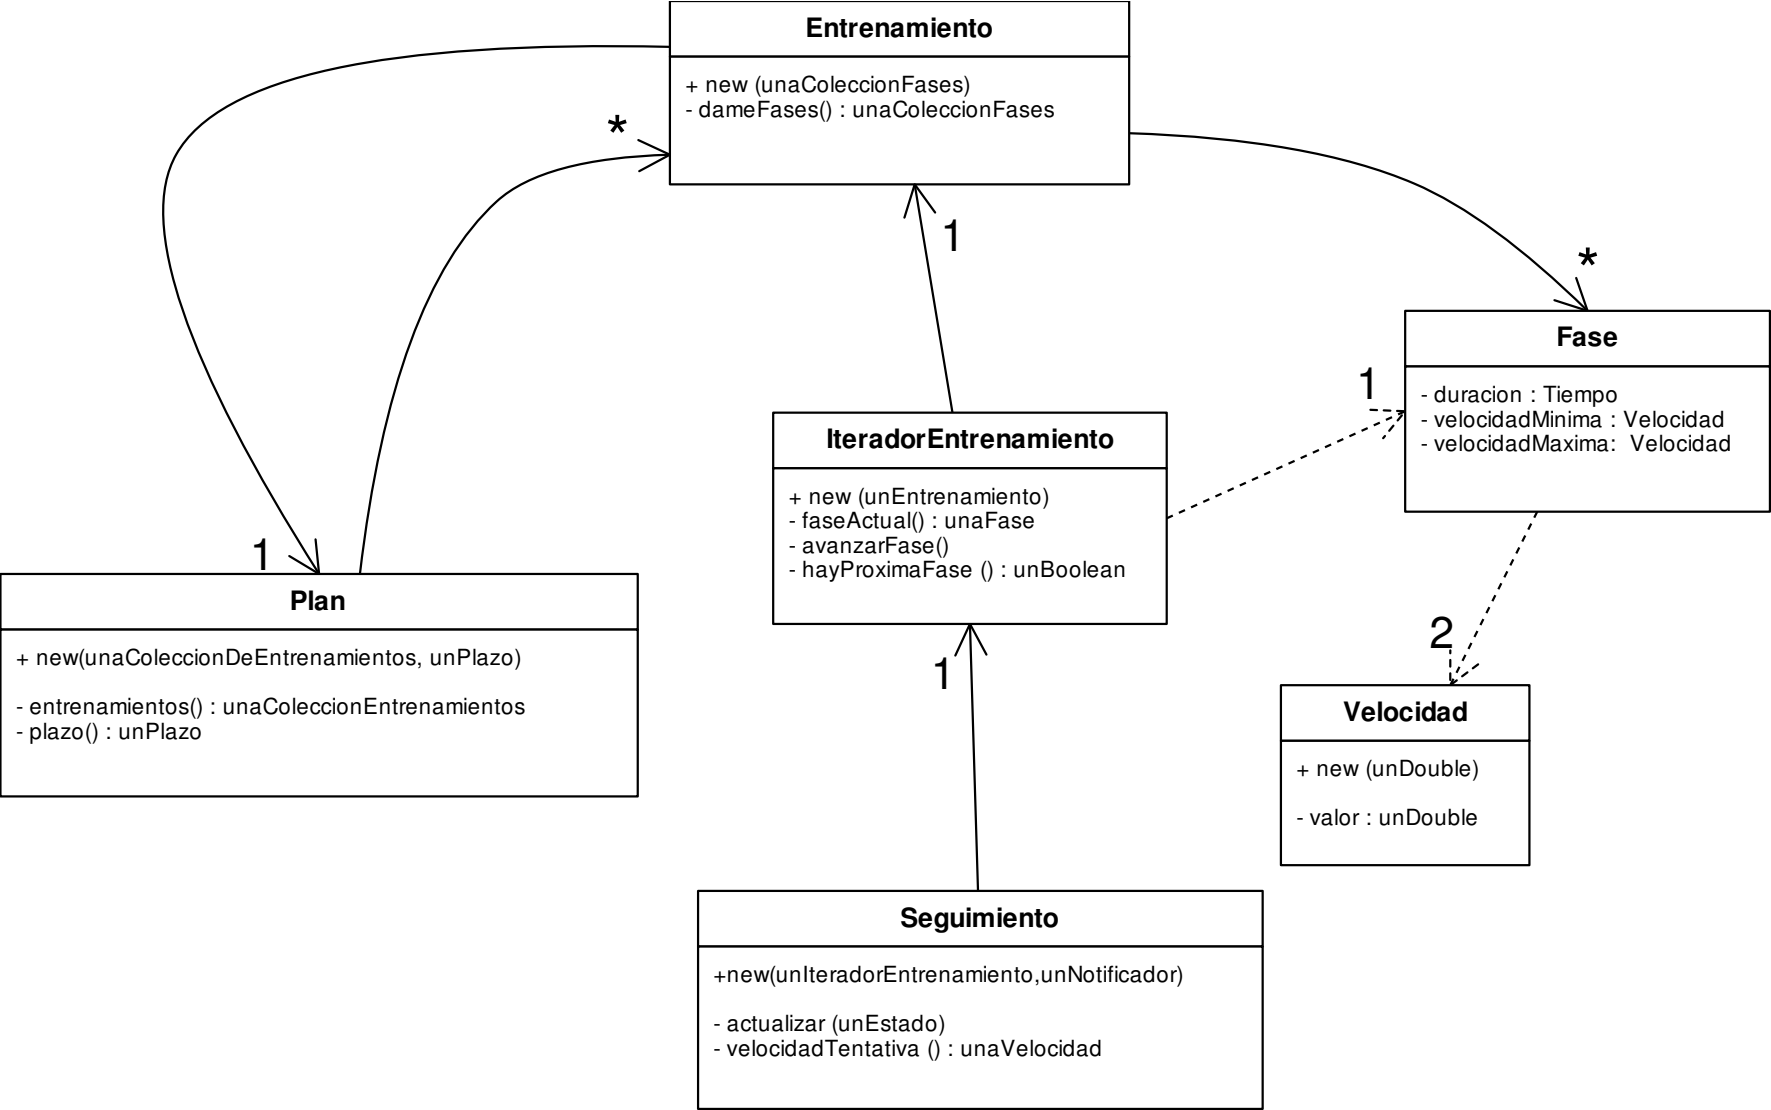 Entrenamiento
+ new (unaColeccionFases)
- dameFases() : unaColeccionFases
*
1
*
Fase
- duracion : Tiempo
- velocidadMinima : Velocidad
- velocidadMaxima:  Velocidad
1
IteradorEntrenamiento
+ new (unEntrenamiento)
- faseActual() : unaFase
- avanzarFase()
- hayProximaFase () : unBoolean
1
Plan
+ new(unaColeccionDeEntrenamientos, unPlazo)
- entrenamientos() : unaColeccionEntrenamientos
- plazo() : unPlazo
2
1
Velocidad
+ new (unDouble)
- valor : unDouble
Seguimiento
+new(unIteradorEntrenamiento,unNotificador)
- actualizar (unEstado)
- velocidadTentativa () : unaVelocidad